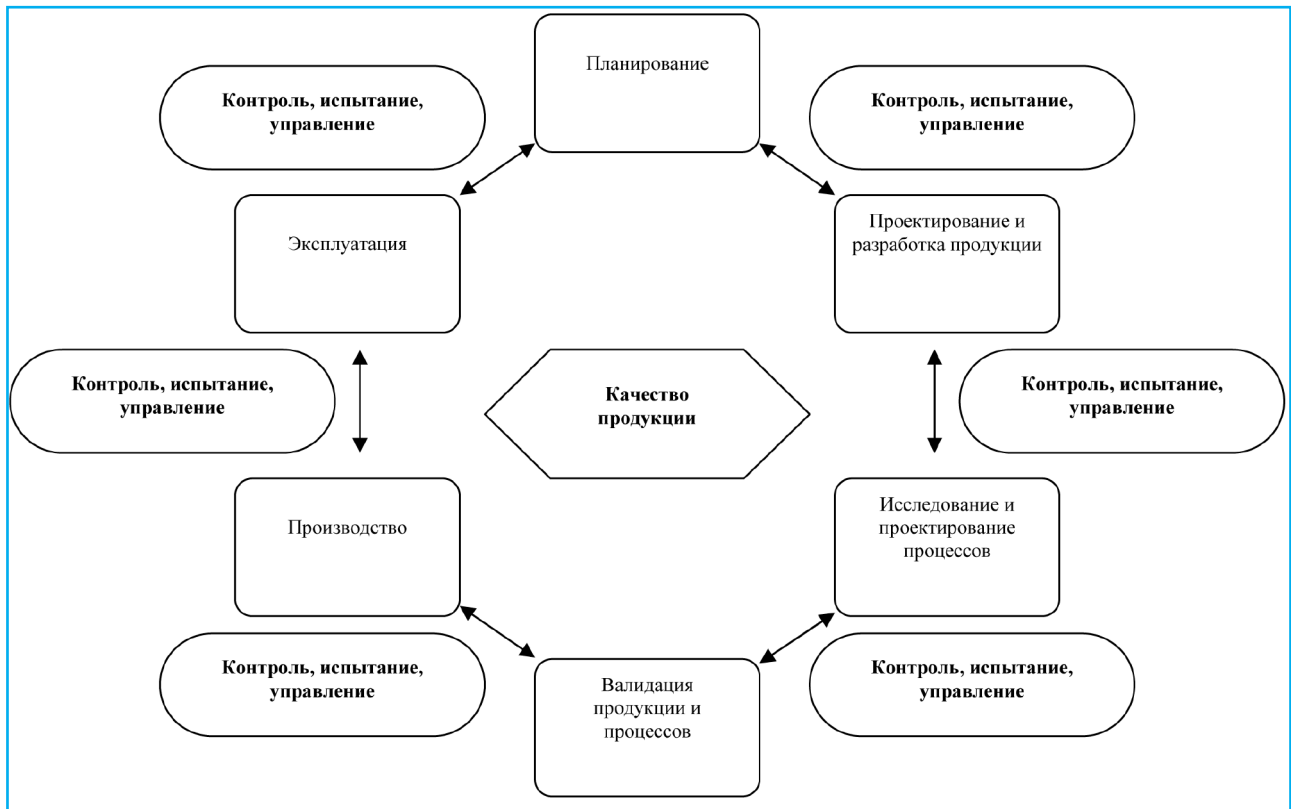 Планирование
Контроль, испытание,
управление
Контроль, испытание,
управление
Эксплуатация
Проектирование и
разработка продукции
Контроль, испытание,
управление
Качество
продукции
Контроль, испытание,
управление
Производство
Исследование и
проектирование
процессов
Контроль, испытание,
управление
Валидация
продукции и
процессов
Контроль, испытание,
управление